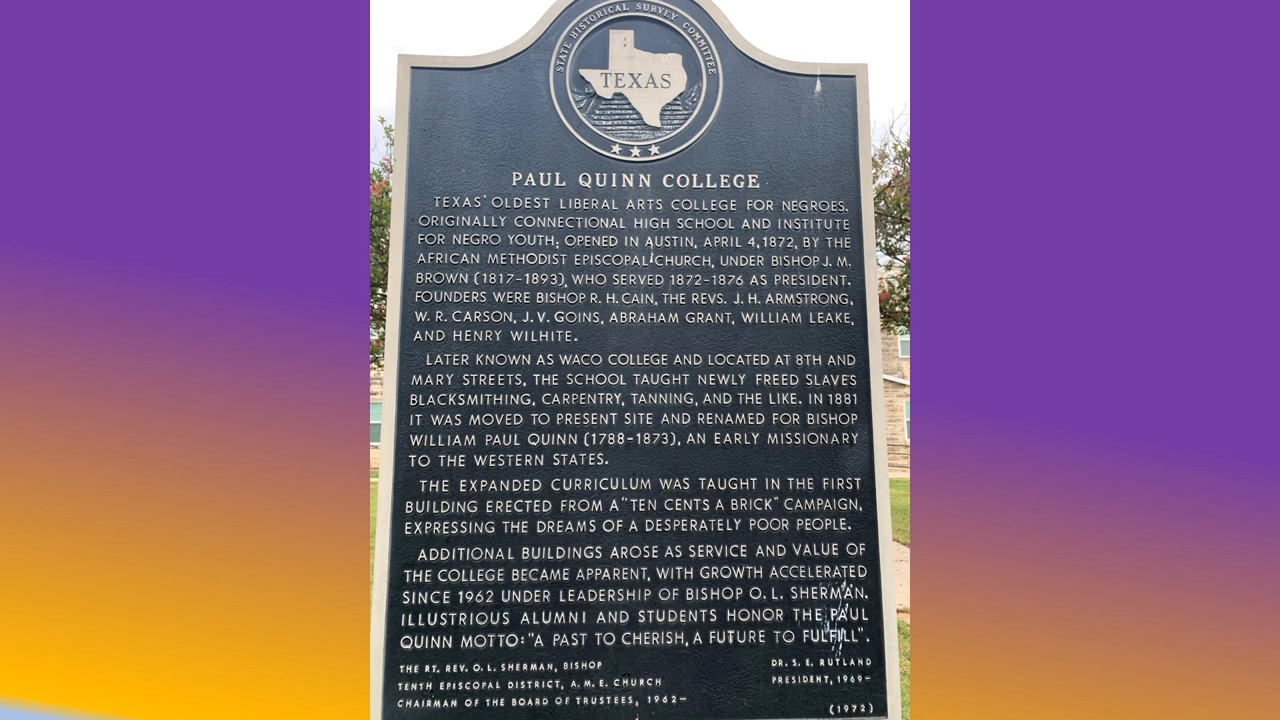 STATE HISTORICAL SURVEY COMMITTEE
TEXAS
PAUL QUINN COLLEGE
TEXAS' OLDEST LIBERAL ARTS COLLEGE FOR NEGROES.
ORIGINALLY CONNECTIONAL HIGH SCHOOL AND INSTITUTE
FOR NEGRO YOUTH; OPENED IN AUSTIN, APRIL 4, 1872, BY THE
AFRICAN METHODIST EPISCOPAL CHURCH, UNDER BISHOP J. M.
BROWN (1817-1893), WHO SERVED 1872-1876 AS PRESIDENT.
FOUNDERS WERE BISHOP R. H. CAIN, THE REVS. J. H. ARMSTRONG,
W. R. CARSON, J. V. GOINS, ABRAHAM GRANT, WILLIAM LEAKE,
AND HENRY WILHITE.
LATER KNOWN AS WACO COLLEGE AND LOCATED AT 8TH AND
MARY STREETS, THE SCHOOL TAUGHT NEWLY FREED SLAVES
BLACKSMITHING, CARPENTRY, TANNING, AND THE LIKE. IN 1881
IT WAS MOVED TO PRESENT SITE AND RENAMED FOR BISHOP
WILLIAM PAUL QUINN (1788-1873), AN EARLY MISSIONARY
TO THE WESTERN STATES.
THE EXPANDED CURRICULUM WAS TAUGHT IN THE FIRST
BUILDING ERECTED FROM A "TEN CENTS A BRICK" CAMPAIGN,
EXPRESSING THE DREAMS OF A DESPERATELY POOR PEOPLE.
ADDITIONAL BUILDINGS AROSE AS SERVICE AND VALUE OF
THE COLLEGE BECAME APPARENT, WITH GROWTH ACCELERATED
SINCE 1962 UNDER LEADERSHIP OF BISHOP O. L. SHERMAN.
ILLUSTRIOUS ALUMNI AND STUDENTS HONOR THE PAUL
QUINN MOTTO: "A PAST TO CHERISH, A FUTURE TO FULFILL".
THE RT. REV. O. L. SHERMAN, BISHOP
TENTH EPISCOPAL DISTRICT, A. M. E. CHURCH
CHAIRMAN OF THE BOARD OF TRUSTEES, 1962-
DR. S. E. RUTLAND
PRESIDENT, 1969-
(1972)